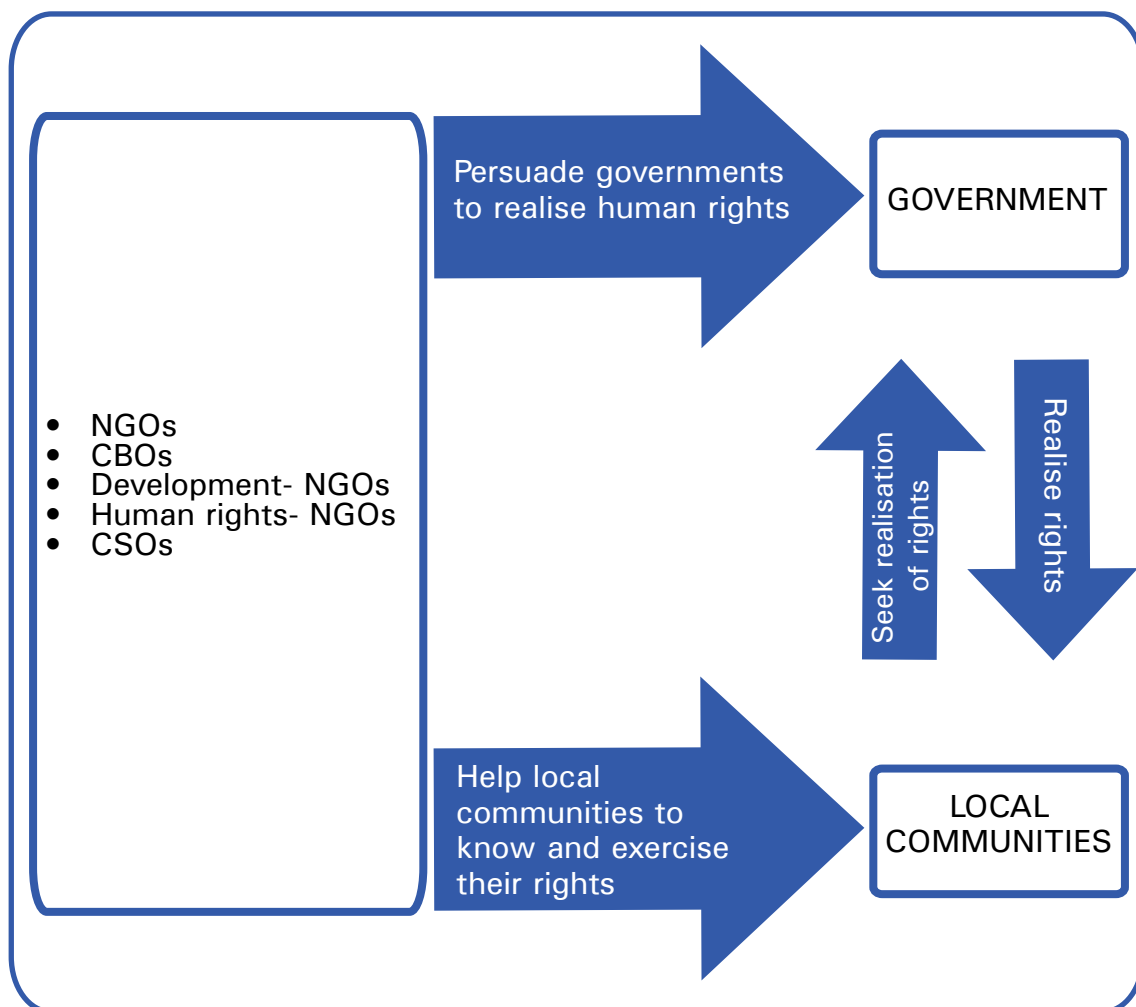 Persuade governments
to realise human rights
GOVERNMENT
• NGOs
• CBOs
• Development- NGOs
• Human rights- NGOs
• CSOs
Seek realisation
of rights
Realise rights
Help local
communities to
know and exercise
their rights
LOCAL
COMMUNITIES